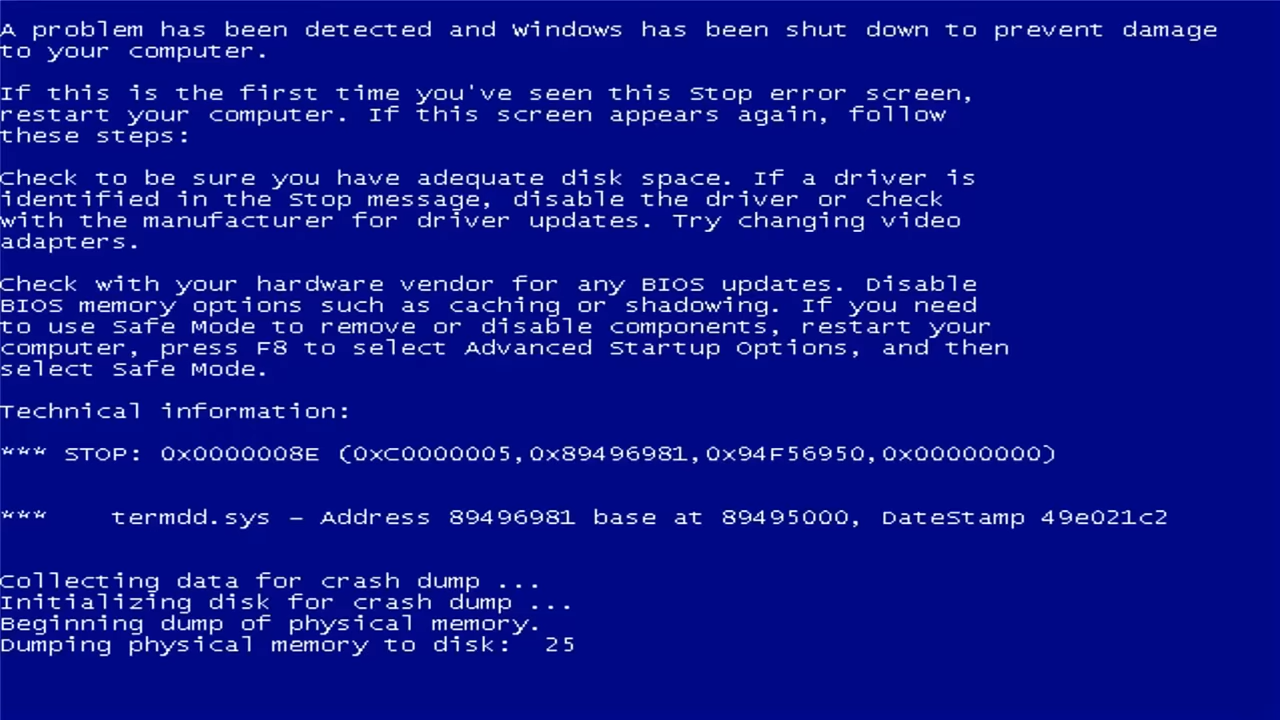 A problem has been detected and Windows has been shut down to prevent damage
to your computer.
If this is the first time you've seen this Stop error screen,
restart your computer. If this screen appears again, follow
these steps:
Check to be sure you have adequate disk space. If a driver is
identified in the Stop message, disable the driver or check
with the manufacturer for driver updates. Try changing video
adapters.
Check with your hardware vendor for any BIOS updates. Disable
BIOS memory options such as caching or shadowing. If you need
to use Safe Mode to remove or disable components, restart your
computer, press F8 to select Advanced Startup Options, and then
select Safe Mode.
Technical information:
*** STOP: 0x0000008E (0xC0000005,0x89496981,0x94F56950,0x00000000)
*** termdd.sys - Address 89496981 base at 89495000, DateStamp 49e021c2
Collecting data for crash dump ...
Initializing disk for crash dump ...
Beginning dump of physical memory.
Dumping physical memory to disk: 25